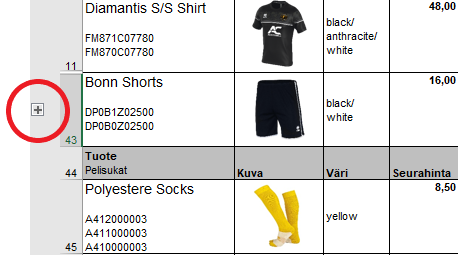 Diamantis S/S Shirt 48,00
FM871C07780 black/
FM870C07780 anthracite/
white
11
Bonn Shorts 16,00
DP0B1Z02500 black/
DP0B0Z02500 white
43
Tuote
44 Pelisukat Kuva Väri Seurahinta
Polyestere Socks 8,50
A412000003 yellow
A411000003
45 A410000003